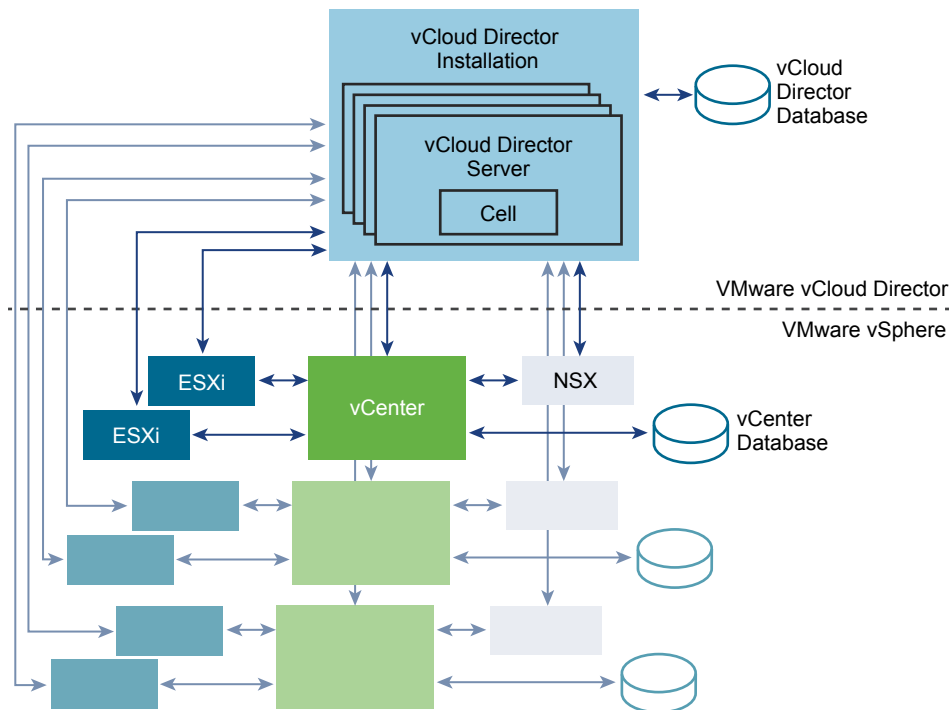 vCloud Director
Installation
vCloud
Director
Database
vCloud Director
Server
Cell
VMware vCloud Director
VMware vSphere
ESXi
vCenter
NSX
ESXi
vCenter
Database